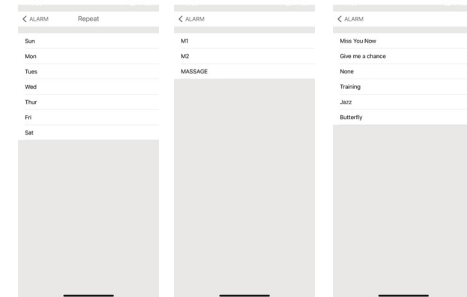 ALARM Repeat
Sun
Mon
Tues
Wed
Thur
Fri
Sat
ALARM
M1
M2
MASSAGE
ALARM
Miss You Now
Give me a chance
None
Training
Jazz
Butterfly